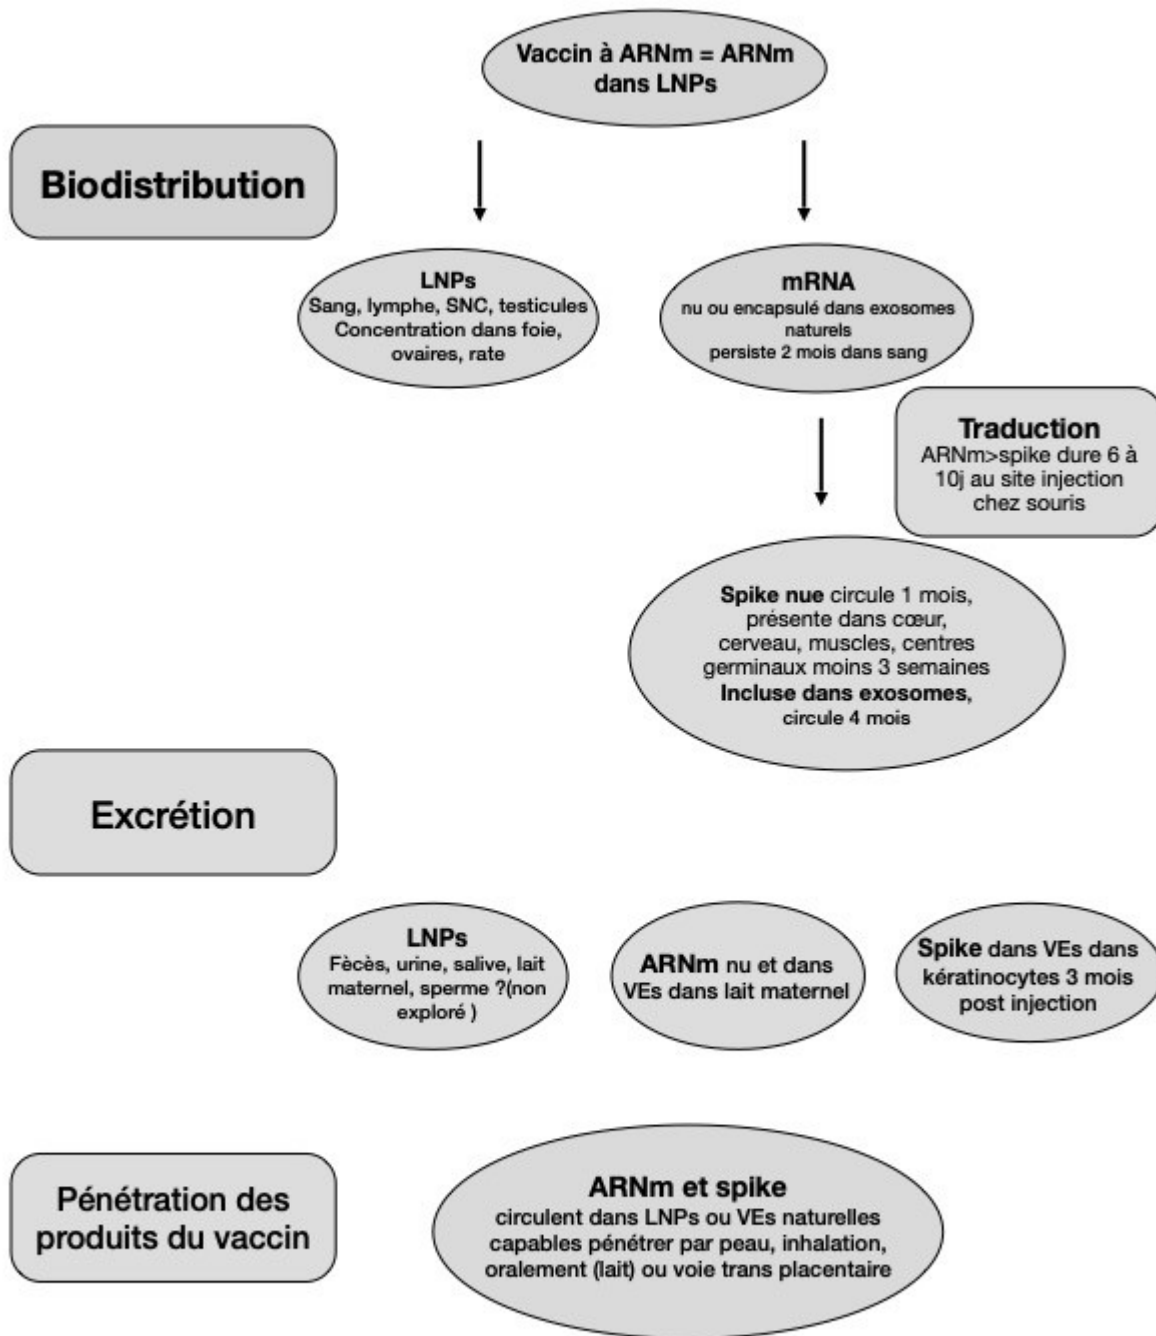 Vaccin à ARNm = ARNm
dans LNPs
Biodistribution
LNPs
Sang, lymphe, SNC, testicules
Concentration dans foie,
ovaires, rate
mRNA
nu ou encapsulé dans exosomes
naturels
persiste 2 mois dans sang
Traduction
ARNm>spike dure 6 à
10j au site injection
chez souris
Spike nue circule 1 mois,
présente dans cœur,
cerveau, muscles, centres
germinaux moins 3 semaines
Incluse dans exosomes,
circule 4 mois
Excrétion
LNPs
Fècès, urine, salive, lait
maternel, sperme ?(non
exploré )
ARNm nu et dans
VEs dans lait maternel
Spike dans VEs dans
kératinocytes 3 mois
post injection
Pénétration des
produits du vaccin
ARNm et spike
circulent dans LNPs ou VEs naturelles
capables pénétrer par peau, inhalation,
oralement (lait) ou voie trans placentaire